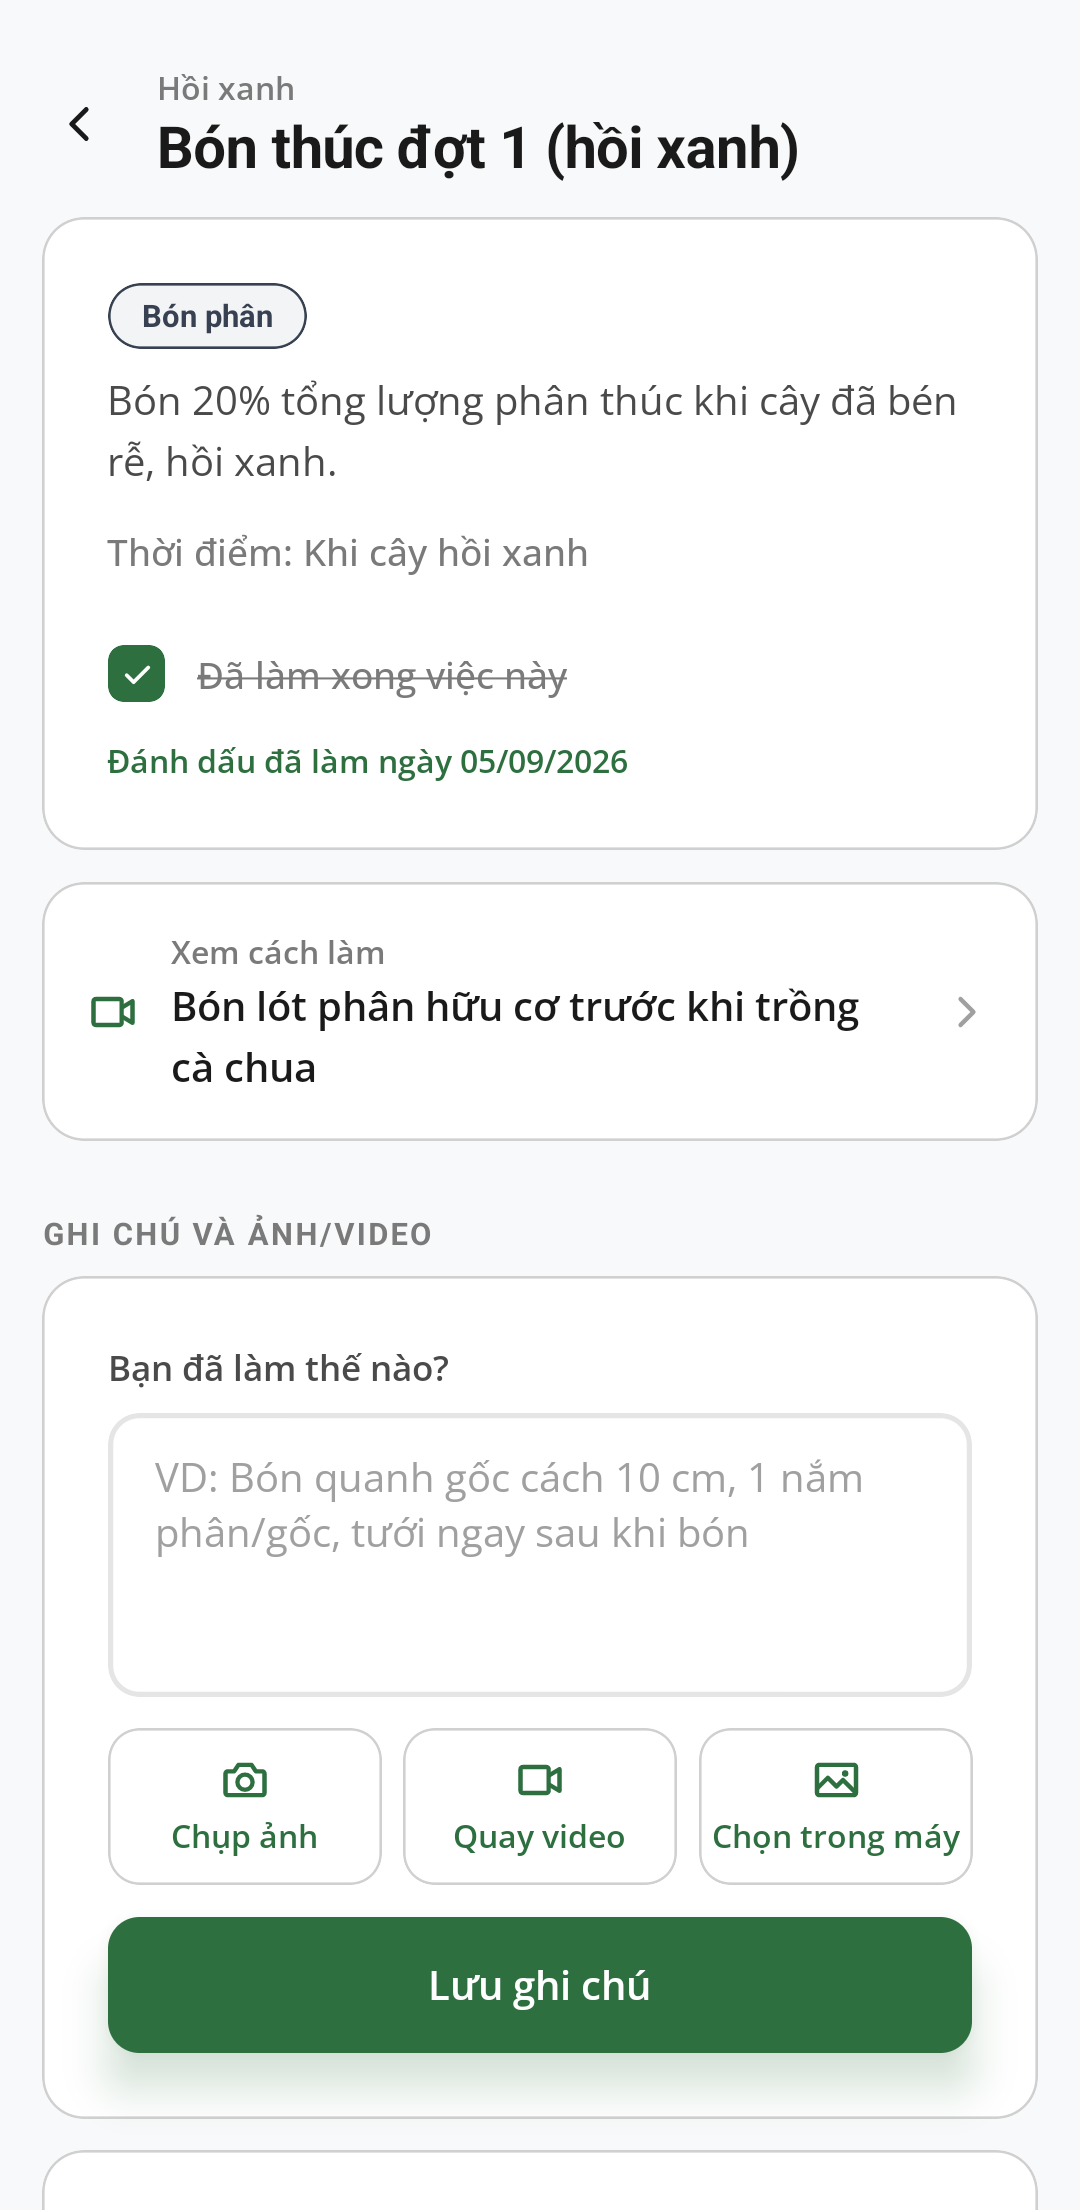 Hồi xanh
Bón thúc đợt 1 (hồi xanh)
Bón phân
Bón 20% tổng lượng phân thúc khi cây đã bén
rễ, hồi xanh.
Thời điểm: Khi cây hồi xanh
Đã làm xong việc này
Đánh dấu đã làm ngày 05/09/2026
Xem cách làm
Bón lót phân hữu cơ trước khi trồng
cà chua
GHI CHÚ VÀ ẢNH/VIDEO
Bạn đã làm thế nào?
VD: Bón quanh gốc cách 10 cm, 1 nắm
phân/gốc, tưới ngay sau khi bón
Chụp ảnh
Quay video
Chọn trong máy
Lưu ghi chú